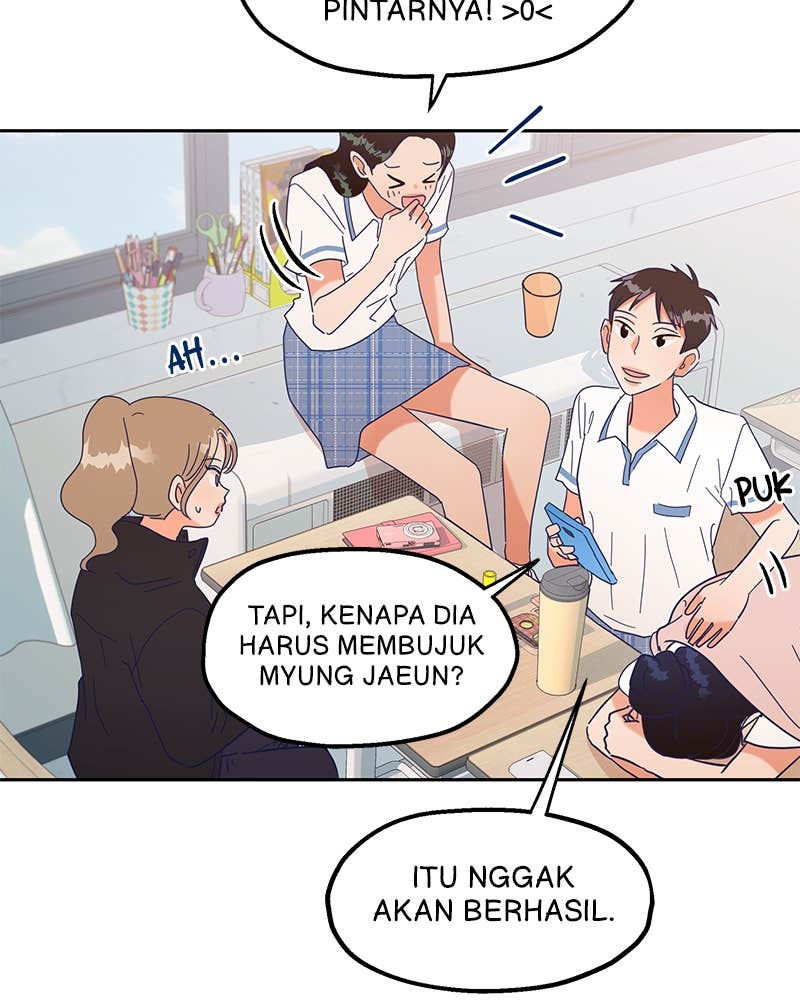 PINTARNYA! >0<
AH...
PUK
TAPI, KENAPA DIA
HARUS MEMBUJUK
MYUNG JAEUN?
ITU NGGAK
AKAN BERHASIL.